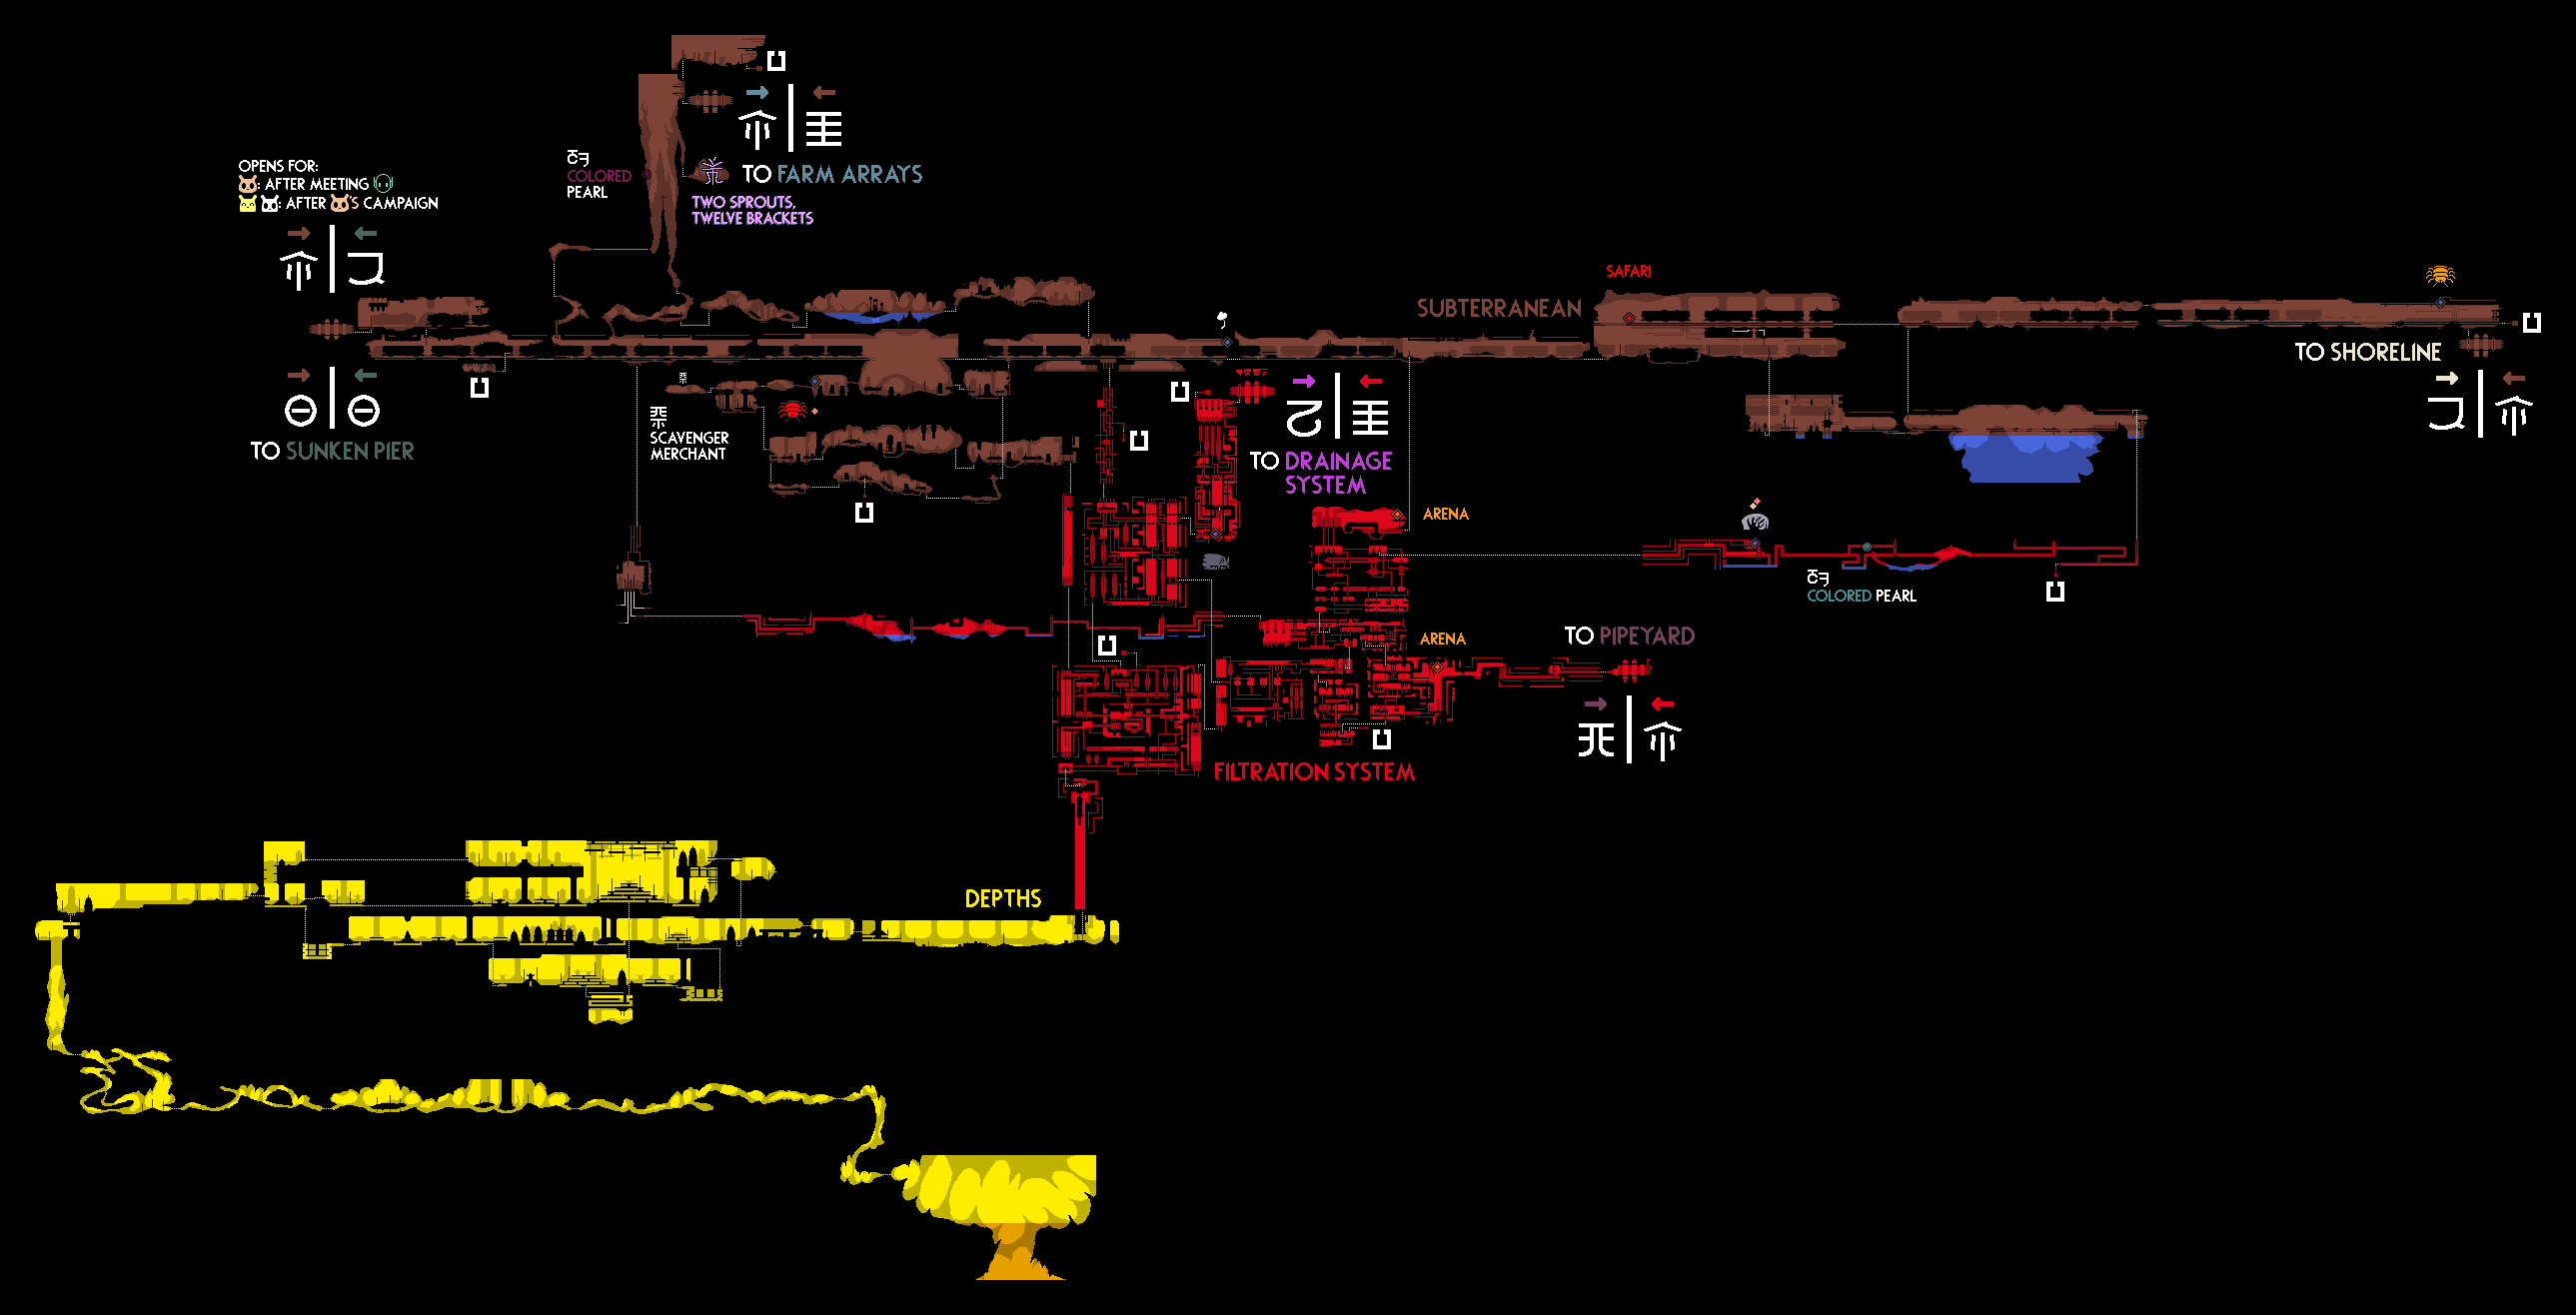 OPENS FOR:
: AFTER MEETING
: AFTER 'S CAMPAIGN
COLORED
PEARL
TO FARM ARRAYS
TWO SPROUTS,
TWELVE BRACKETS
SAFARI
SUBTERRANEAN
TO SHORELINE
TO SUNKEN PIER
SCAVENGER
MERCHANT
TO DRAINAGE
SYSTEM
ARENA
COLORED PEARL
ARENA
TO PIPEYARD
FILTRATION SYSTEM
DEPTHS